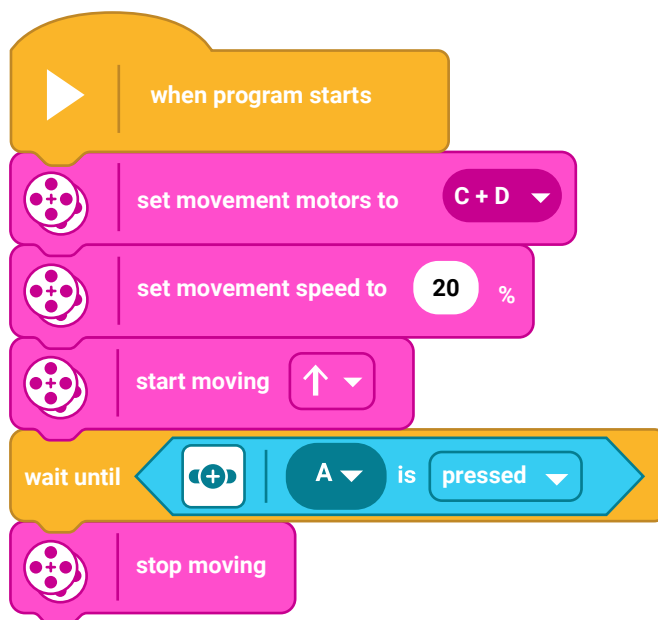 when program starts
set movement motors to C + D
set movement speed to 20 %
start moving
wait until A is pressed
stop moving